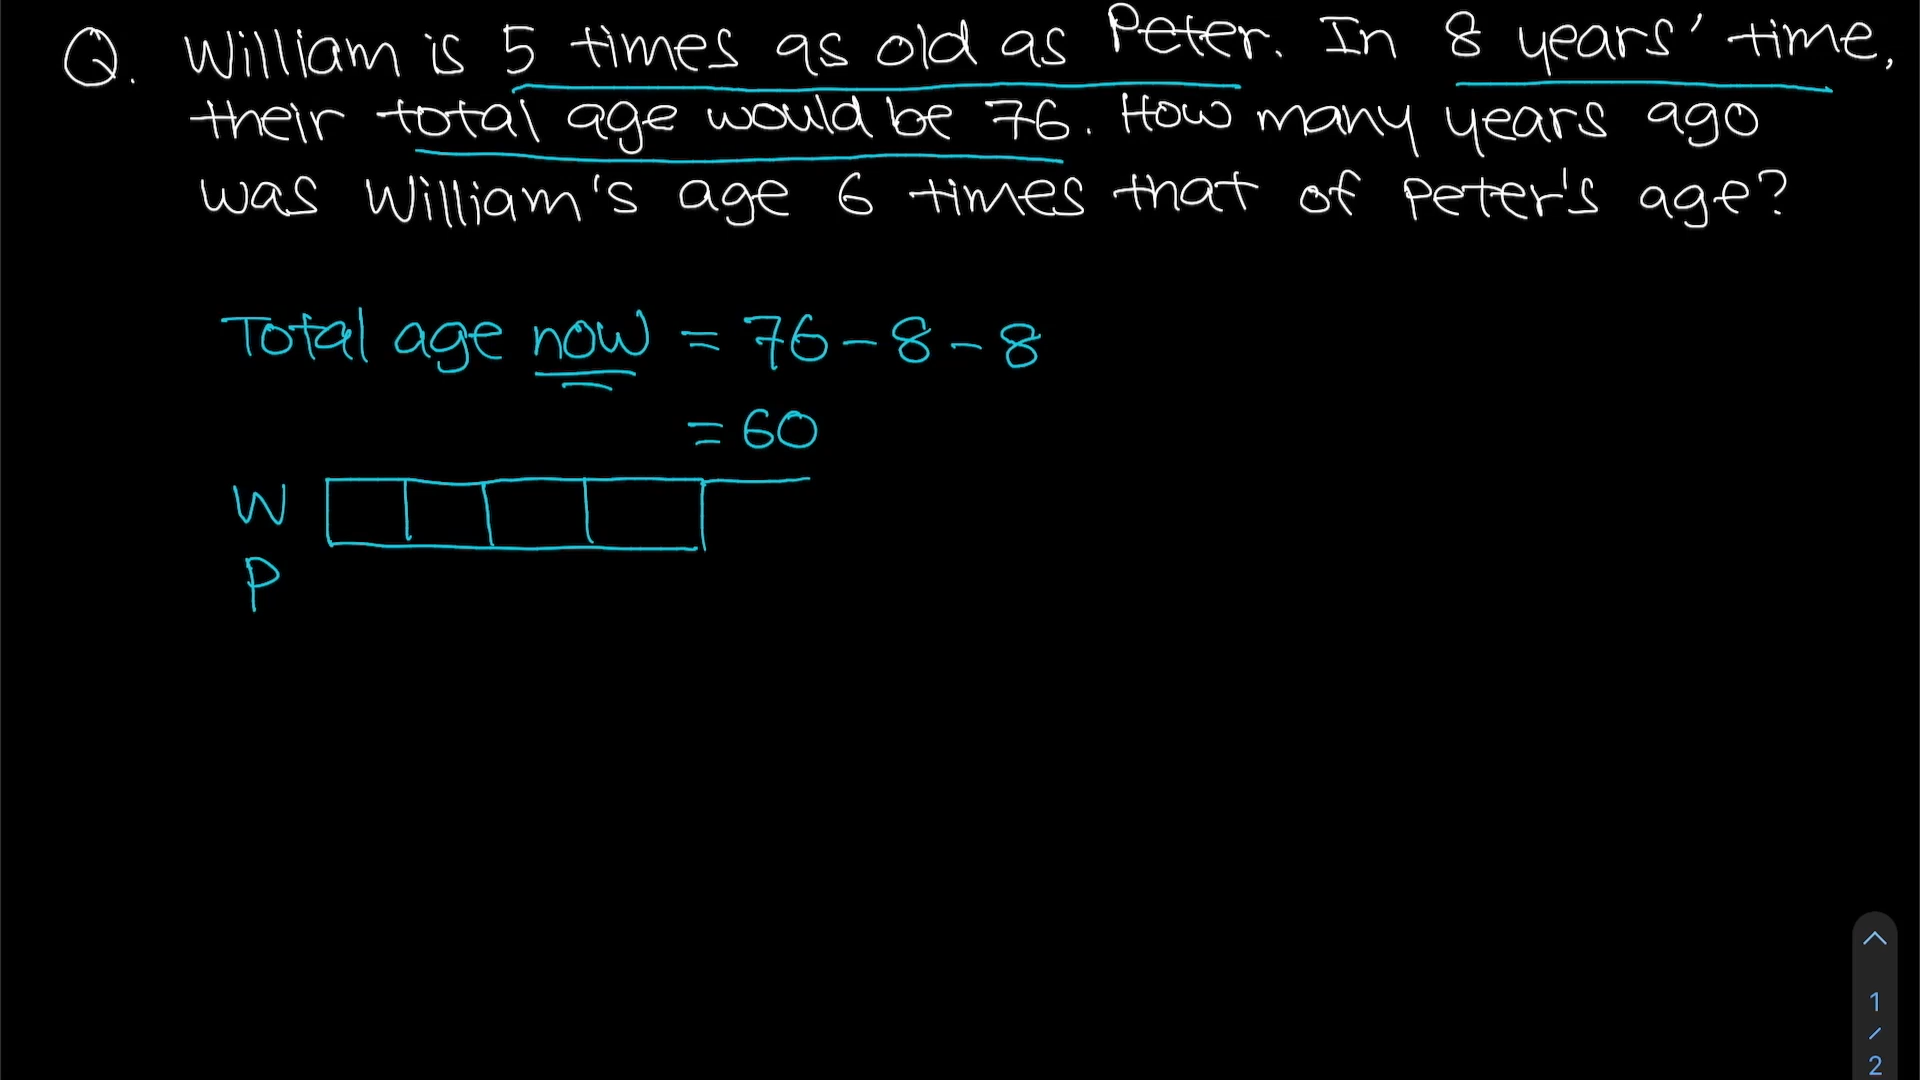 Q. William is 5 times as old as Peter. In 8 years' time,
their total age would be 76. How many years ago
was William's age 6 times that of Peter's age?
Total age now = 76 - 8 - 8
= 60
W
P
1
/
2